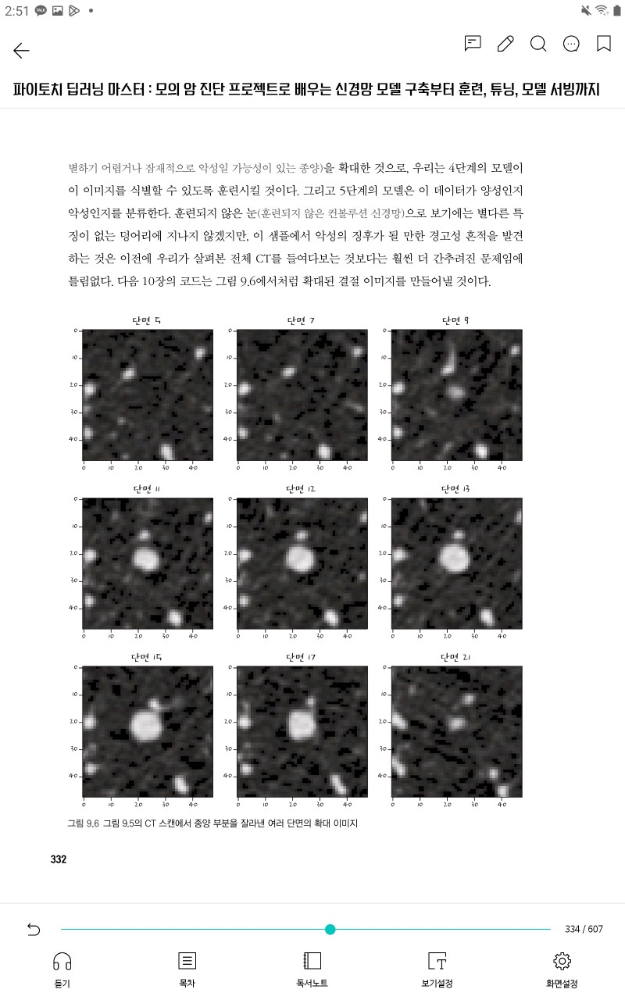 2:51
TALK
파이토치 딥러닝 마스터 : 모의 암 진단 프로젝트로 배우는 신경망 모델 구축부터 훈련, 튜닝, 모델 서빙까지
별하기 어렵거나 잠재적으로 악성일 가능성이 있는 종양)을 확대한 것으로, 우리는 4단계의 모델이
이 이미지를 식별할 수 있도록 훈련시킬 것이다. 그리고 5단계의 모델은 이 데이터가 양성인지
악성인지를 분류한다. 훈련되지 않은 눈(훈련되지 않은 컨볼루션 신경망)으로 보기에는 별다른 특
징이 없는 덩어리에 지나지 않겠지만, 이 샘플에서 악성의 징후가 될 만한 경고성 흔적을 발견
하는 것은 이전에 우리가 살펴본 전체 CT를 들여다보는 것보다는 훨씬 더 간추려진 문제임에
틀림없다. 다음 10장의 코드는 그림 9.6에서처럼 확대된 결절 이미지를 만들어낼 것이다.
단면 5 단면 7 단면 9
0 0 0
10 10 10
20 20 20
30 30 30
40 40 40
0 10 20 30 40 0 10 20 30 40 0 10 20 30 40
단면 11 단면 12 단면 13
0 0 0
10 10 10
20 20 20
30 30 30
40 40 40
0 10 20 30 40 0 10 20 30 40 0 10 20 30 40
단면 15 단면 17 단면 21
0 0 0
10 10 10
20 20 20
30 30 30
40 40 40
0 10 20 30 40 0 10 20 30 40 0 10 20 30 40
그림 9.6 그림 9.5의 CT 스캔에서 종양 부분을 잘라낸 여러 단면의 확대 이미지
332
334 / 607
듣기 목차 독서노트 보기설정 화면설정